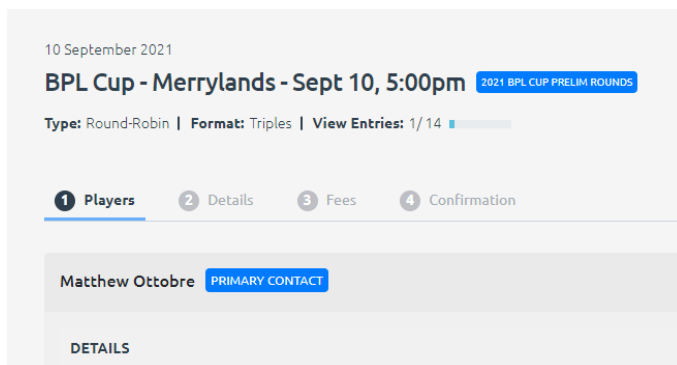 10 September 2021
BPL Cup - Merrylands - Sept 10, 5:00pm 2021 BPL CUP PRELIM ROUNDS
Type: Round-Robin | Format: Triples | View Entries: 1/ 14
1 Players 2 Details 3 Fees 4 Confirmation
Matthew Ottobre PRIMARY CONTACT
DETAILS